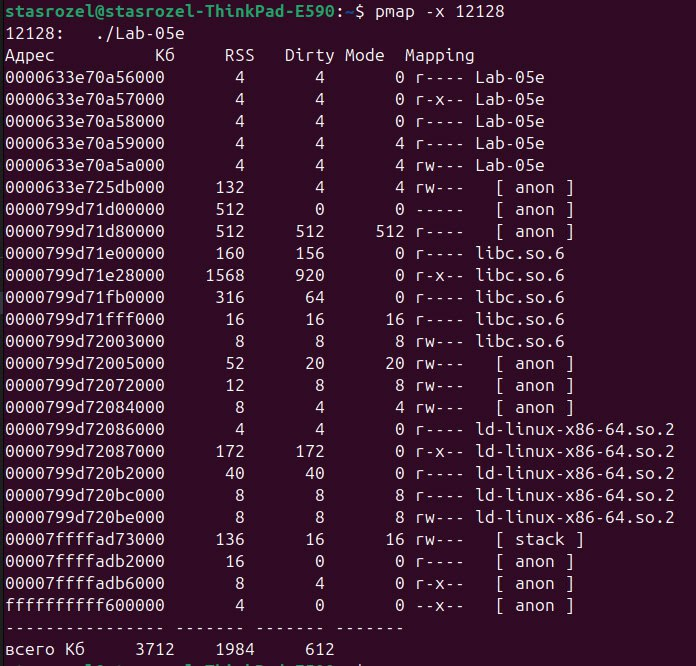 stasrozel@stasrozel-ThinkPad-E590:~$ pmap -x 12128
12128:   ./Lab-05e
Адрес           Кб     RSS   Dirty Mode  Mapping
0000633e70a56000       4       4       0 r---- Lab-05e
0000633e70a57000       4       4       0 r-x-- Lab-05e
0000633e70a58000       4       4       0 r---- Lab-05e
0000633e70a59000       4       4       4 r---- Lab-05e
0000633e70a5a000       4       4       4 rw--- Lab-05e
0000633e725db000     132       4       4 rw---   [ anon ]
0000799d71d00000     512       0       0 -----   [ anon ]
0000799d71d80000     512     512     512 r----   [ anon ]
0000799d71e00000     160     156       0 r---- libc.so.6
0000799d71e28000    1568     920       0 r-x-- libc.so.6
0000799d71fb0000     316      64       0 r---- libc.so.6
0000799d71fff000      16      16      16 r---- libc.so.6
0000799d72003000       8       8       8 rw--- libc.so.6
0000799d72005000      52      20      20 rw---   [ anon ]
0000799d72072000      12       8       8 rw---   [ anon ]
0000799d72084000       8       4       4 rw---   [ anon ]
0000799d72086000       4       4       0 r---- ld-linux-x86-64.so.2
0000799d72087000     172     172       0 r-x-- ld-linux-x86-64.so.2
0000799d720b2000      40      40       0 r---- ld-linux-x86-64.so.2
0000799d720bc000       8       8       8 r---- ld-linux-x86-64.so.2
0000799d720be000       8       8       8 rw--- ld-linux-x86-64.so.2
00007ffffad73000     136      16      16 rw---   [ stack ]
00007ffffadb2000      16       0       0 r----   [ anon ]
00007ffffadb6000       8       4       0 r-x--   [ anon ]
ffffffffff600000       4       0       0 --x--   [ anon ]
---------------- ------- ------- -------
всего Кб    3712    1984     612